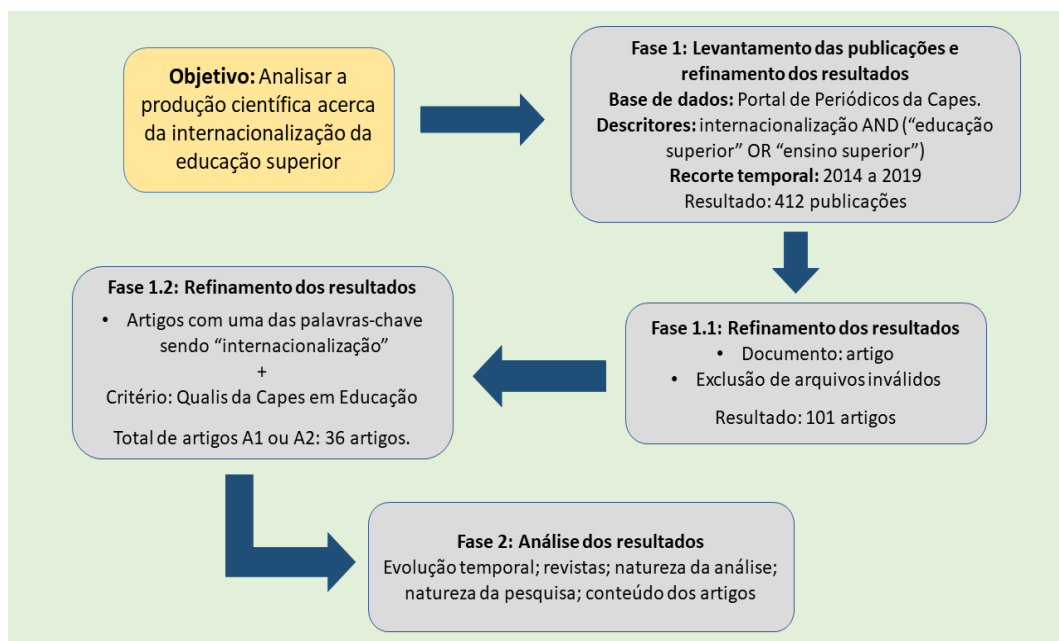 Objetivo: Analisar a
produção científica acerca
da internacionalização da
educação superior
Fase 1: Levantamento das publicações e
refinamento dos resultados
Base de dados: Portal de Periódicos da Capes.
Descritores: internacionalização AND (“educação
superior” OR “ensino superior”)
Recorte temporal: 2014 a 2019
Resultado: 412 publicações
Fase 1.1: Refinamento dos resultados
• Documento: artigo
• Exclusão de arquivos inválidos
Resultado: 101 artigos
Fase 1.2: Refinamento dos resultados
• Artigos com uma das palavras-chave
sendo “internacionalização”
+
Critério: Qualis da Capes em Educação
Total de artigos A1 ou A2: 36 artigos.
Fase 2: Análise dos resultados
Evolução temporal; revistas; natureza da análise;
natureza da pesquisa; conteúdo dos artigos